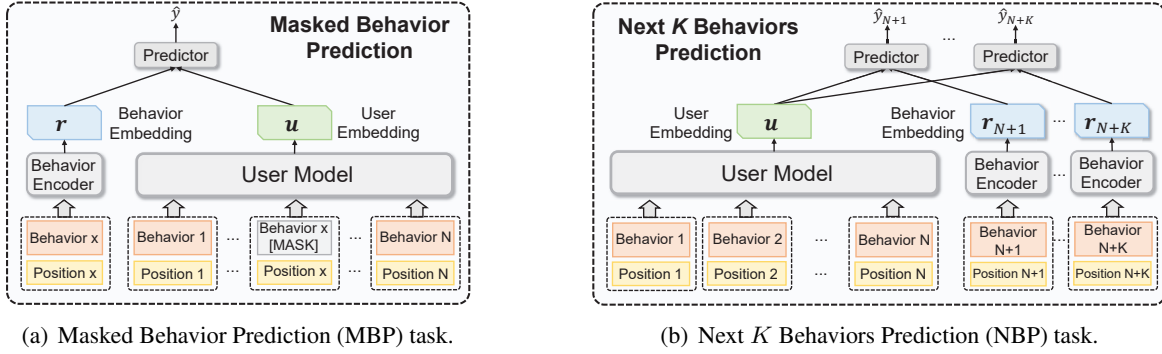 ŷ
Masked Behavior
Prediction
Predictor
r
Behavior
Embedding
u
User
Embedding
Behavior
Encoder
User Model
Behavior x
Behavior 1
...
Behavior x
[MASK]
...
Behavior N
Position x
Position 1
...
Position x
...
Position N
(a) Masked Behavior Prediction (MBP) task.
Next K Behaviors
Prediction
ŷN+1
ŷN+K
Predictor
...
Predictor
User
Embedding
u
Behavior
Embedding
rN+1
...
rN+K
User Model
Behavior
Encoder
...
Behavior
Encoder
Behavior 1
Behavior 2
...
Behavior N
Behavior
N+1
...
Behavior
N+K
Position 1
Position 2
...
Position N
Position N+1
Position N+K
(b) Next K Behaviors Prediction (NBP) task.